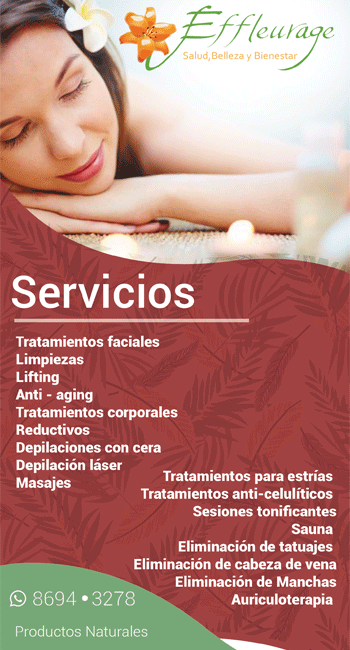 Effleurage
Salud,Belleza y Bienestar
Servicios
Tratamientos faciales
Limpiezas
Lifting
Anti - aging
Tratamientos corporales
Reductivos
Depilaciones con cera
Depilación láser
Masajes
Tratamientos para estrías
Tratamientos anti-celulíticos
Sesiones tonificantes
Sauna
Eliminación de tatuajes
Eliminación de cabeza de vena
Eliminación de Manchas
Auriculoterapia
8694 • 3278
Productos Naturales